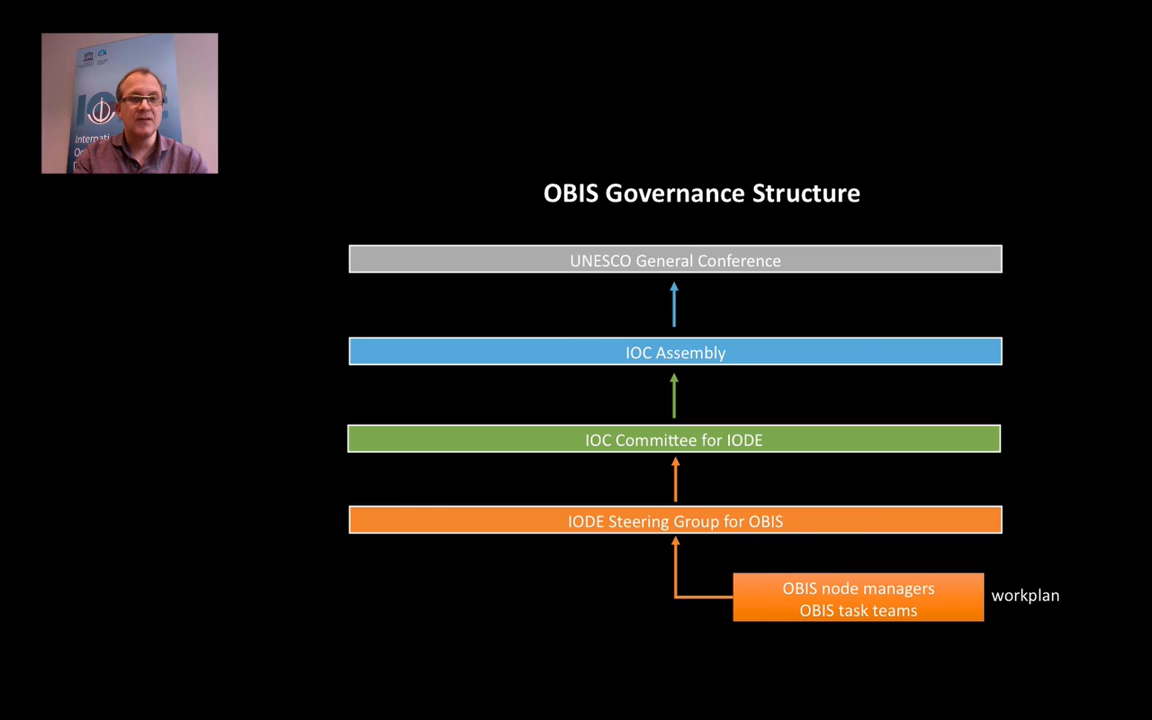 Internati
OBIS Governance Structure
UNESCO General Conference
IOC Assembly
IOC Committee for IODE
IODE Steering Group for OBIS
OBIS node managers
OBIS task teams
workplan